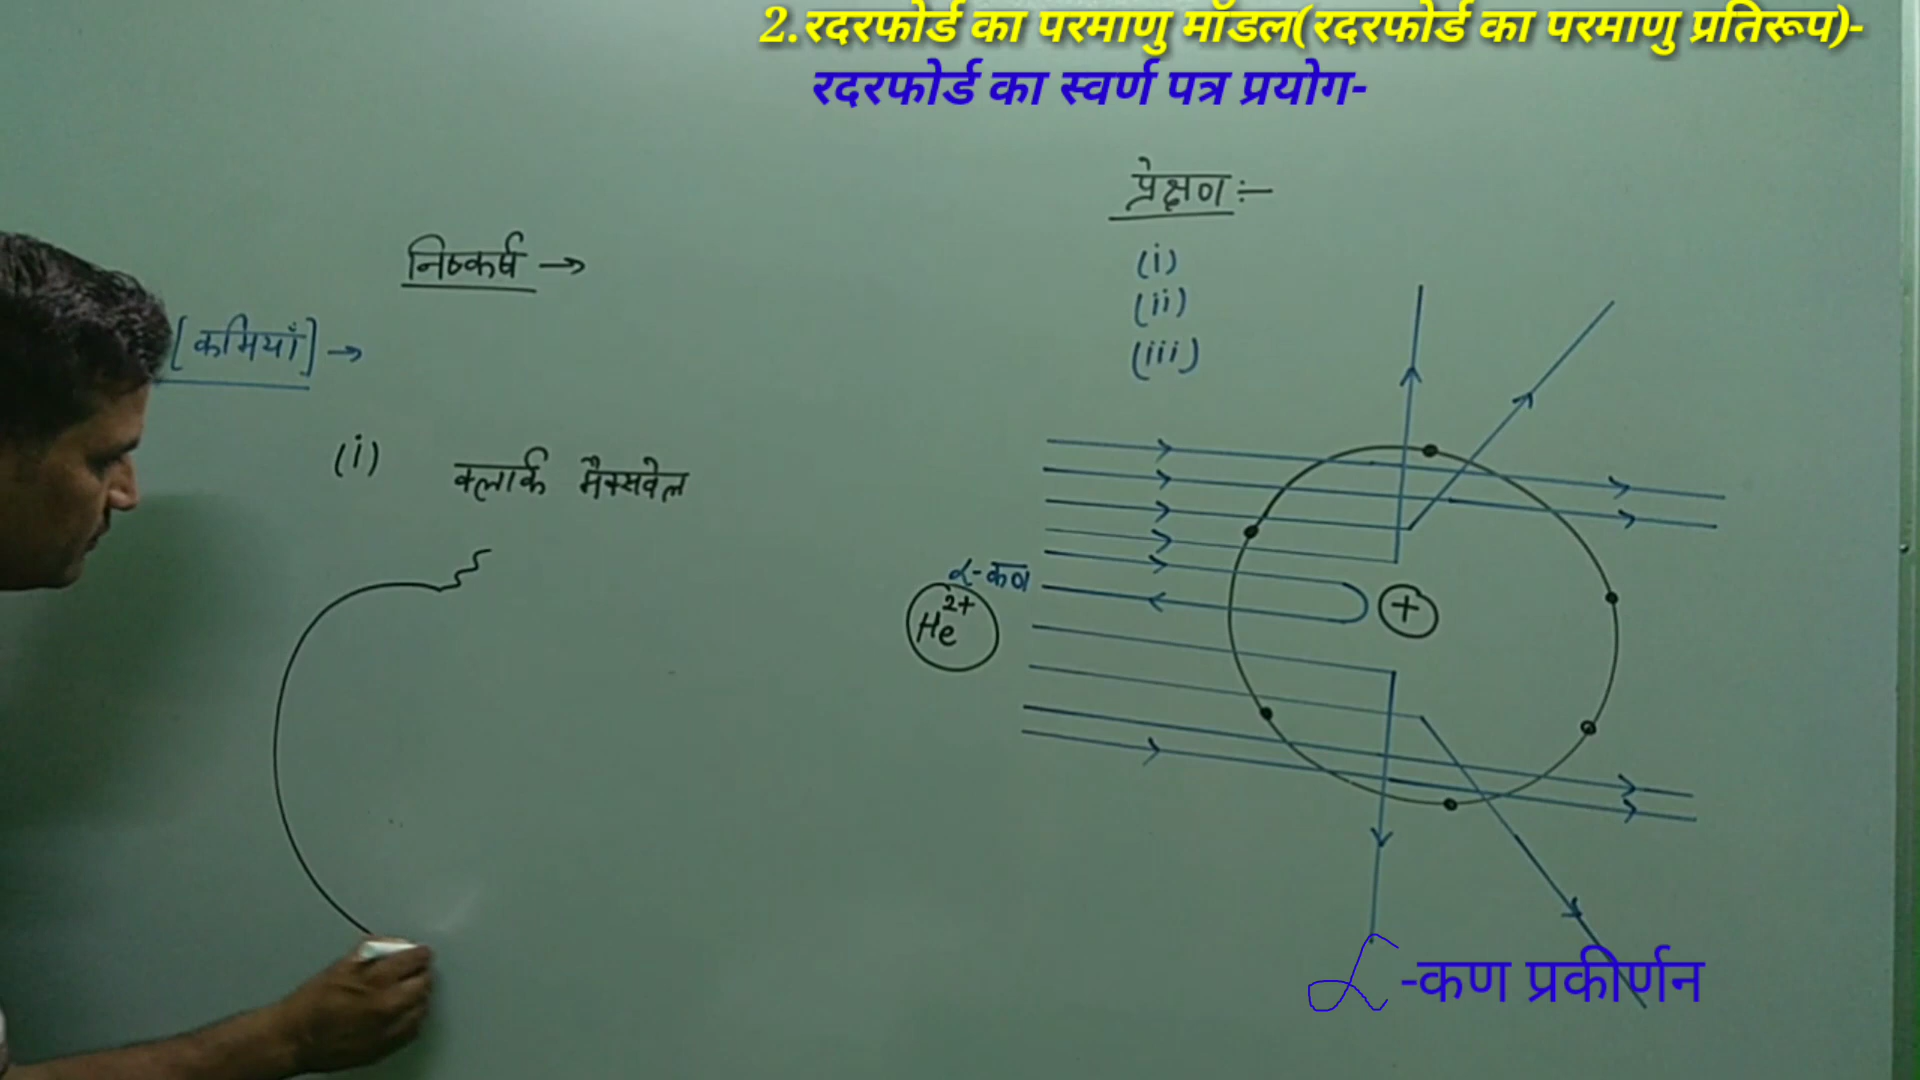 2.रदरफोर्ड का परमाणु मॉडल(रदरफोर्ड का परमाणु प्रतिरूप)-
रदरफोर्ड का स्वर्ण पत्र प्रयोग-
प्रेक्षण :-
(i)
(ii)
(iii)
निष्कर्ष →
[कमियाँ] →
(i) क्लार्क मैक्सवेल
α-कण
He2+
+
α-कण प्रकीर्णन